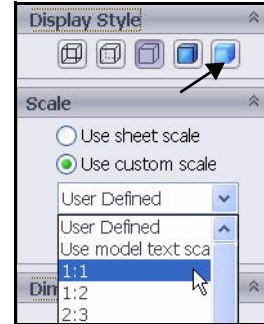 Display Style
Scale
Use sheet scale
Use custom scale
User Defined
User Defined
Use model text sca
1:1
Dim
1:2
2:3